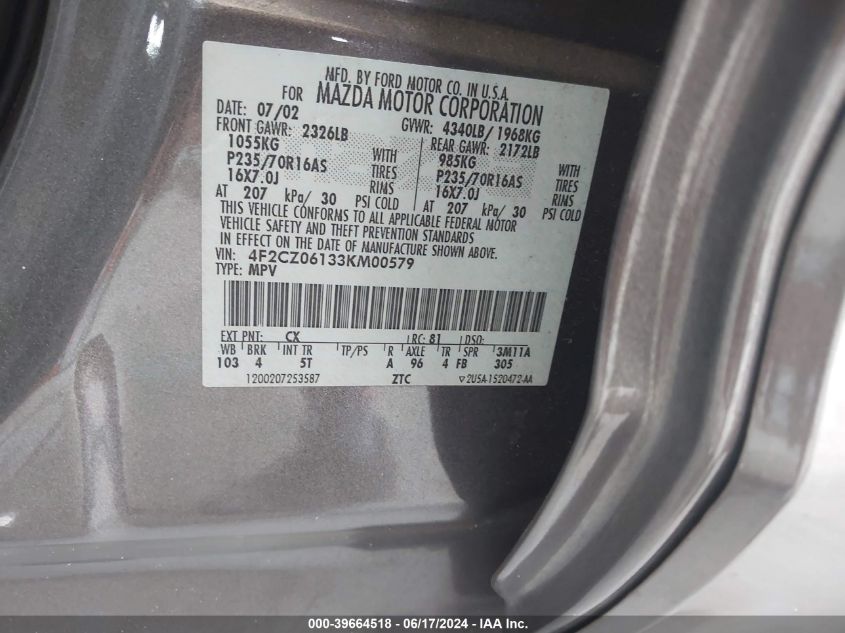 MFD. BY FORD MOTOR CO. IN U.S.A.
FOR MAZDA MOTOR CORPORATION
DATE: 07/02 GVWR: 4340LB/1968KG
FRONT GAWR: 2326LB REAR GAWR: 2172LB
1055KG WITH 985KG WITH
P235/70R16AS TIRES P235/70R16AS TIRES
16X7.0J RIMS 16X7.0J RIMS
AT 207 kPa/30 PSI COLD AT 207 kPa/30 PSI COLD
THIS VEHICLE CONFORMS TO ALL APPLICABLE FEDERAL MOTOR
VEHICLE SAFETY AND THEFT PREVENTION STANDARDS
IN EFFECT ON THE DATE OF MANUFACTURE SHOWN ABOVE.
VIN: 4F2CZ06133KM00579
TYPE: MPV
EXT PNT: CX RC: 81 DSO:
WB BRK INT TR TP/PS R AXLE TR SPR 3M11A
103 4 5T A 96 4 FB 305
1200207253587 ZTC ▽2U5A-1520472-AA
000-39664518 - 06/17/2024 - IAA Inc.